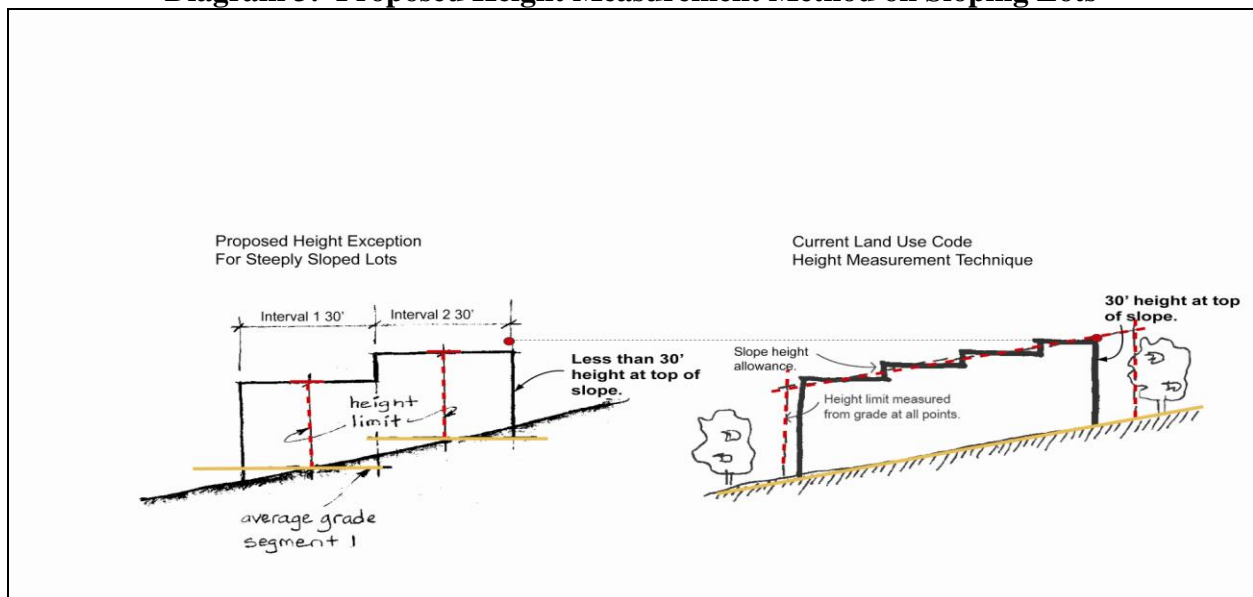 Diagram 3: Proposed Height Measurement Method on Sloping Lots
Proposed Height Exception
For Steeply Sloped Lots
Interval 1 30'
Interval 2 30'
Less than 30'
height at top of
slope.
height
limit
average grade
segment 1
Current Land Use Code
Height Measurement Technique
30' height at top
of slope.
Slope height
allowance.
Height limit measured
from grade at all points.